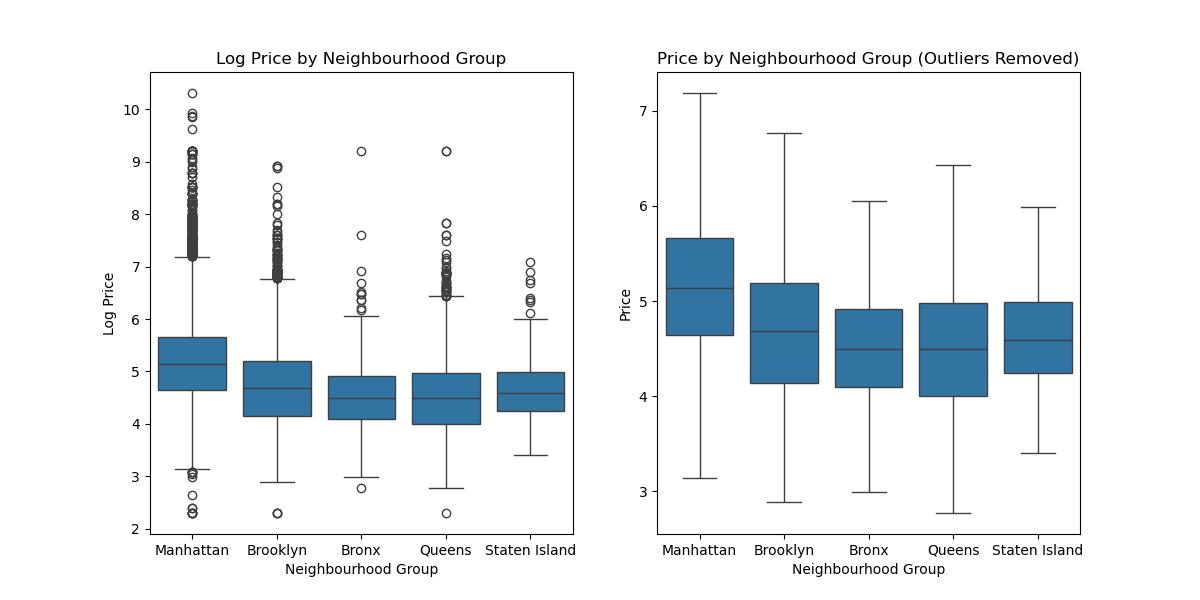 Log Price by Neighbourhood Group
Log Price
10
9
8
7
6
5
4
3
2
Manhattan Brooklyn Bronx Queens Staten Island
Neighbourhood Group
Price by Neighbourhood Group (Outliers Removed)
Price
7
6
5
4
3
Manhattan Brooklyn Bronx Queens Staten Island
Neighbourhood Group